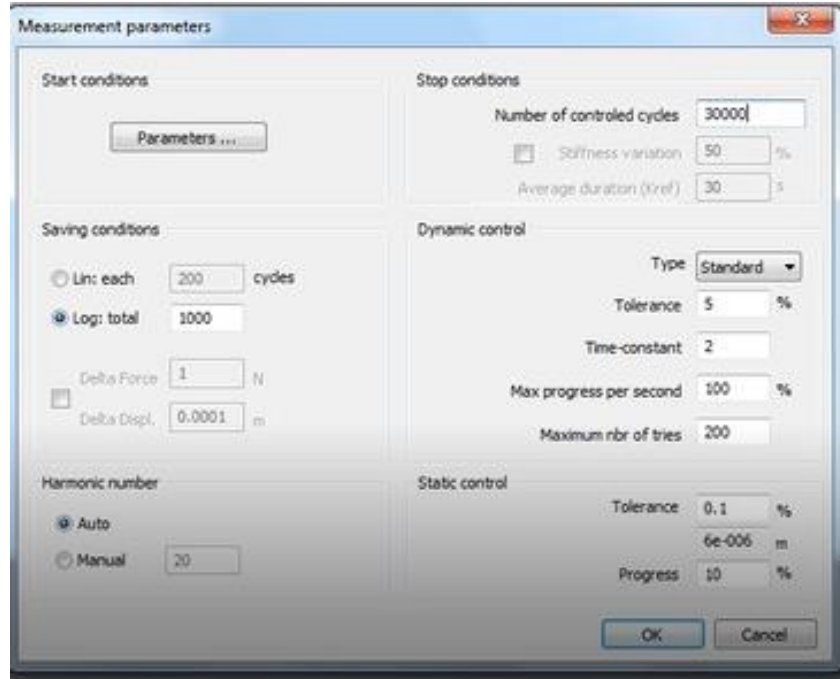 Measurement parameters
Start conditions
Parameters ...
Stop conditions
Number of controled cycles 30000
Stiffness variation 50 %
Average duration (Kref) 30 s
Saving conditions
Lin: each 200 cycles
Log: total 1000
Delta Force 1 N
Delta Displ. 0.0001 m
Dynamic control
Type Standard
Tolerance 5 %
Time-constant 2
Max progress per second 100 %
Maximum nbr of tries 200
Harmonic number
Auto
Manual 20
Static control
Tolerance 0.1 %
6e-006 m
Progress 10 %
OK Cancel